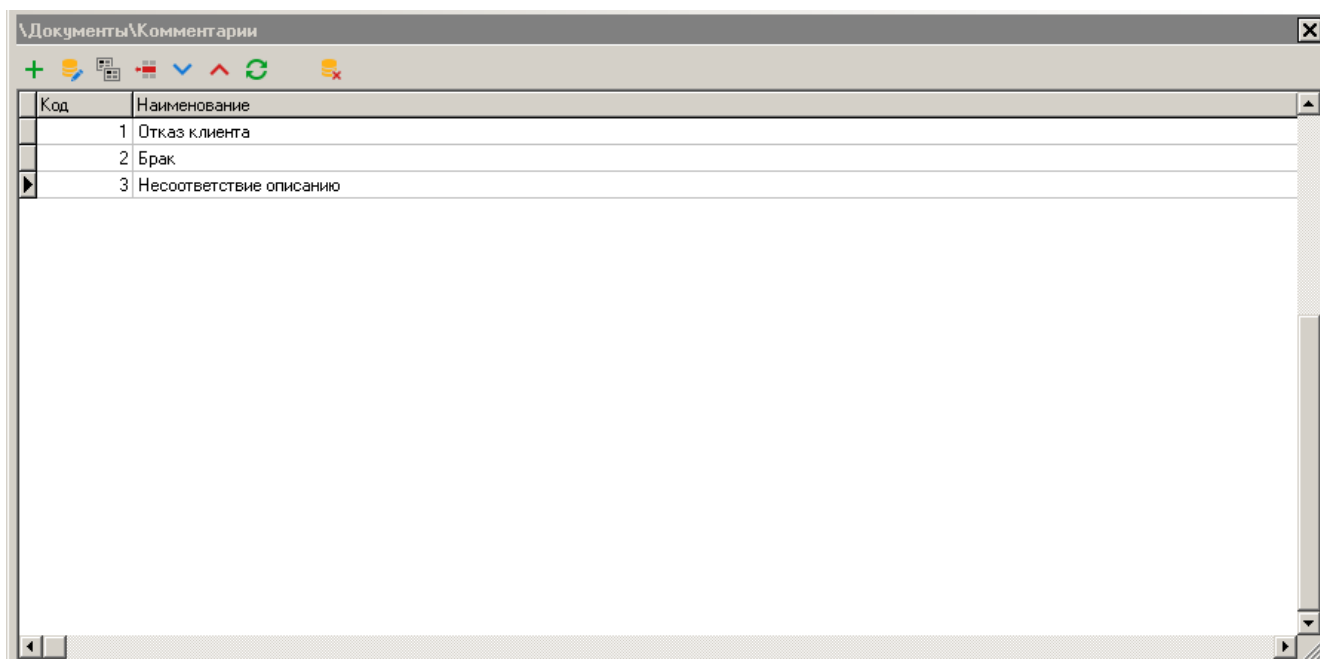 \Документы\Комментарии
Код Наименование
1 Отказ клиента
2 Брак
3 Несоответствие описанию